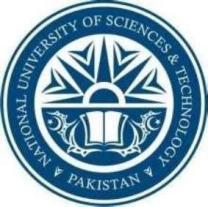 NATIONAL UNIVERSITY OF SCIENCES & TECHNOLOGY
PAKISTAN